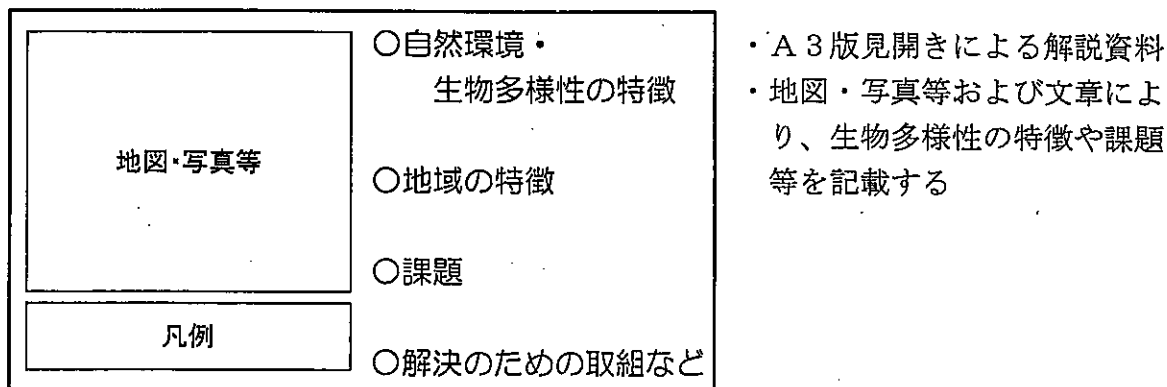 地図・写真等
凡例
○自然環境・
生物多様性の特徴
○地域の特徴
○課題
○解決のための取組など
・A3版見開きによる解説資料
・地図・写真等および文章によ
り、生物多様性の特徴や課題
等を記載する